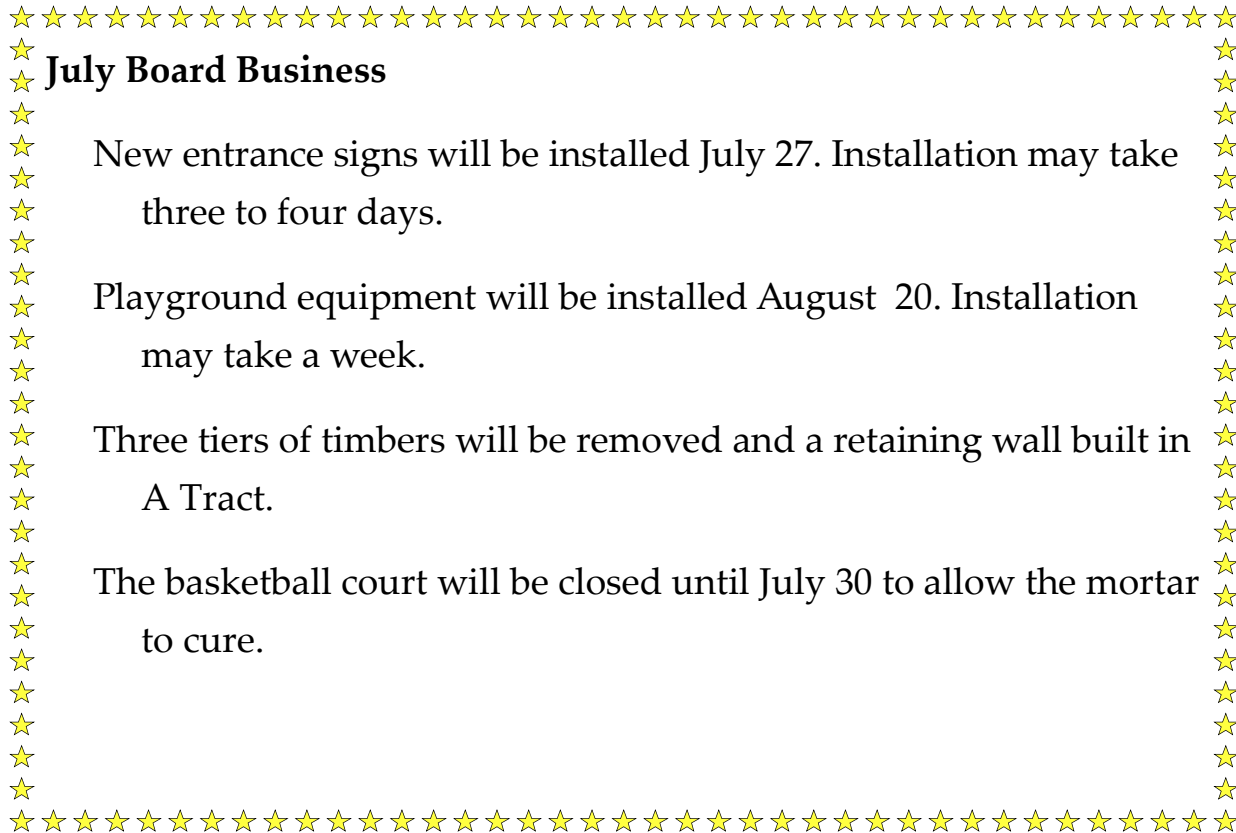 July Board Business
New entrance signs will be installed July 27. Installation may take
three to four days.
Playground equipment will be installed August  20. Installation
may take a week.
Three tiers of timbers will be removed and a retaining wall built in
A Tract.
The basketball court will be closed until July 30 to allow the mortar
to cure.